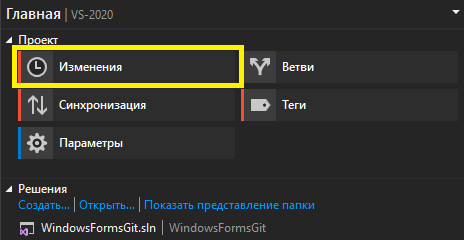 Главная | VS-2020
Проект
Изменения
Ветви
Синхронизация
Теги
Параметры
Решения
Создать... | Открыть... | Показать представление папки
WindowsFormsGit.sln | WindowsFormsGit